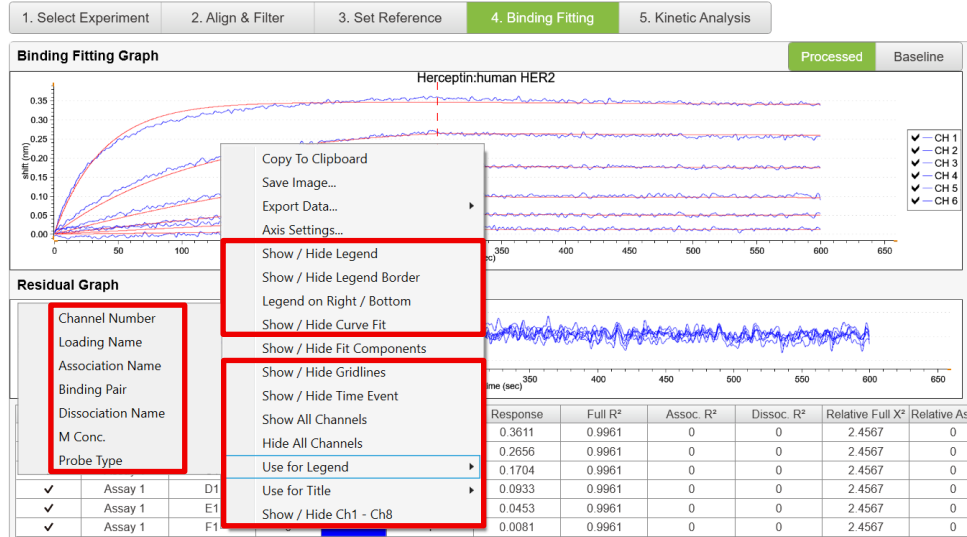 1. Select Experiment 2. Align & Filter 3. Set Reference 4. Binding Fitting 5. Kinetic Analysis
Binding Fitting Graph Processed Baseline
Herceptin:human HER2
0.35
0.30
0.25
0.20
0.15
0.10
0.05
0.00
shift (nm)
0 50 100 350 400 450 500 550 600 650
CH 1
CH 2
CH 3
CH 4
CH 5
CH 6
Copy To Clipboard
Save Image...
Export Data...
Axis Settings...
Show / Hide Legend
Show / Hide Legend Border
Legend on Right / Bottom
Show / Hide Curve Fit
Show / Hide Fit Components
Show / Hide Gridlines
Show / Hide Time Event
Show All Channels
Hide All Channels
Use for Legend
Use for Title
Show / Hide Ch1 - Ch8
Residual Graph
Channel Number
Loading Name
Association Name
Binding Pair
Dissociation Name
M Conc.
Probe Type
350 400 450 500 550 600 650
(sec)
Response Full R² Assoc. R² Dissoc. R² Relative Full X² Relative
0.3611 0.9961 0 0 2.4567 0
0.2656 0.9961 0 0 2.4567 0
0.1704 0.9961 0 0 2.4567 0
Assay 1 D1 0.0933 0.9961 0 0 2.4567 0
Assay 1 E1 0.0453 0.9961 0 0 2.4567 0
Assay 1 F1 0.0081 0.9961 0 0 2.4567 0